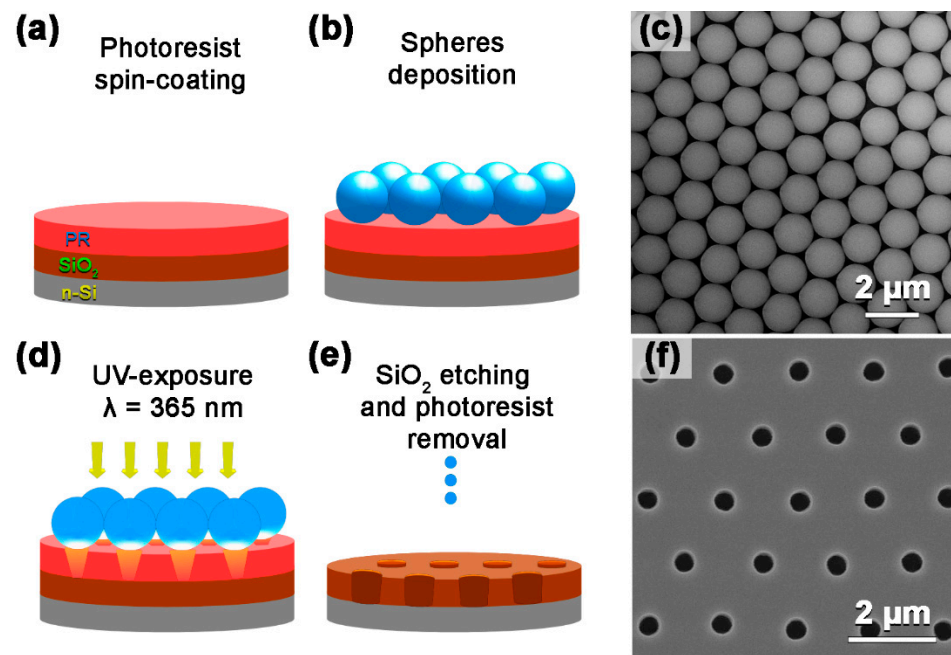 (a)
Photoresist
spin-coating
PR
SiO₂
n-Si
(b)
Spheres
deposition
(c)
2 µm
(d)
UV-exposure
λ = 365 nm
(e)
SiO₂ etching
and photoresist
removal
(f)
2 µm